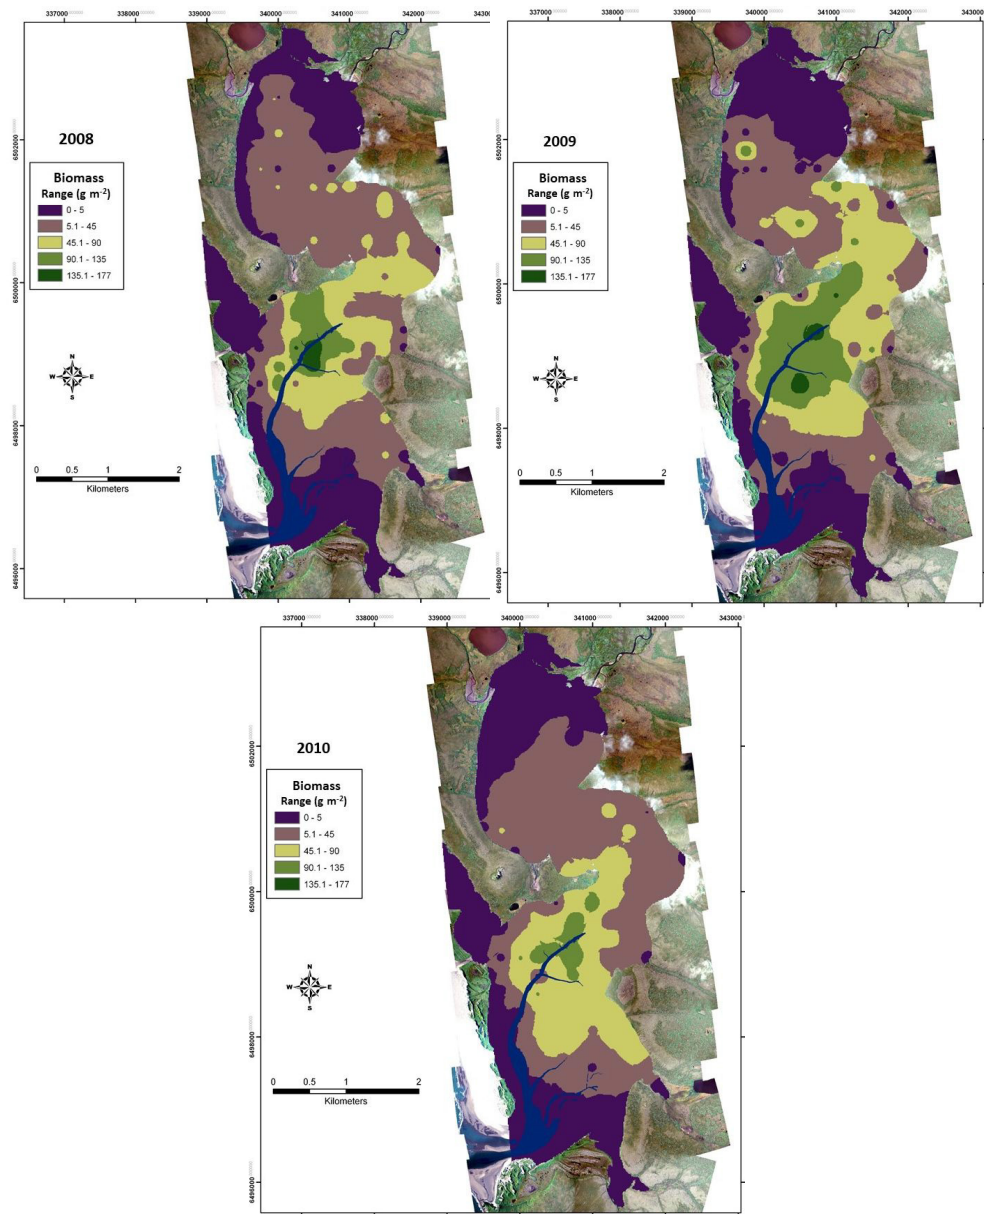 337000 338000 339000 340000 341000 342000
2008
Biomass
Range (g m⁻²)
0 - 5
5.1 - 45
45.1 - 90
90.1 - 135
135.1 - 177
N
W E
S
0 0.5 1 2
Kilometers
6502000
6500000
6498000
6496000
337000 338000 339000 340000 341000 342000 343000
2009
Biomass
Range (g m⁻²)
0 - 5
5.1 - 45
45.1 - 90
90.1 - 135
135.1 - 177
N
W E
S
0 0.5 1 2
Kilometers
6502000
6500000
6498000
6496000
337000 338000 339000 340000 341000 342000 343000
2010
Biomass
Range (g m⁻²)
0 - 5
5.1 - 45
45.1 - 90
90.1 - 135
135.1 - 177
N
W E
S
0 0.5 1 2
Kilometers
6502000
6500000
6498000
6496000